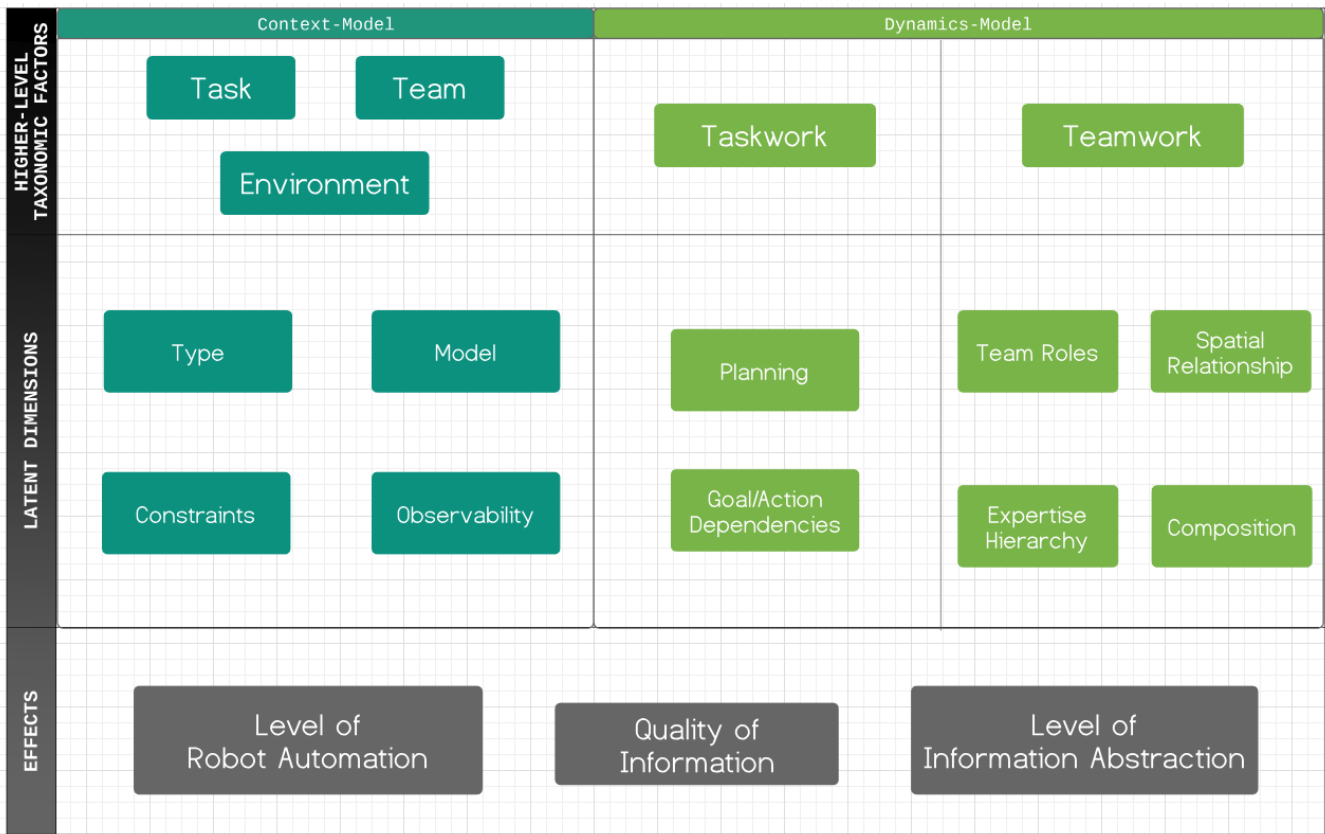 Context-Model
Dynamics-Model
HIGHER-LEVEL
TAXONOMIC FACTORS
Task
Team
Environment
Taskwork
Teamwork
LATENT DIMENSIONS
Type
Model
Constraints
Observability
Planning
Goal/Action
Dependencies
Team Roles
Spatial
Relationship
Expertise
Hierarchy
Composition
EFFECTS
Level of
Robot Automation
Quality of
Information
Level of
Information Abstraction